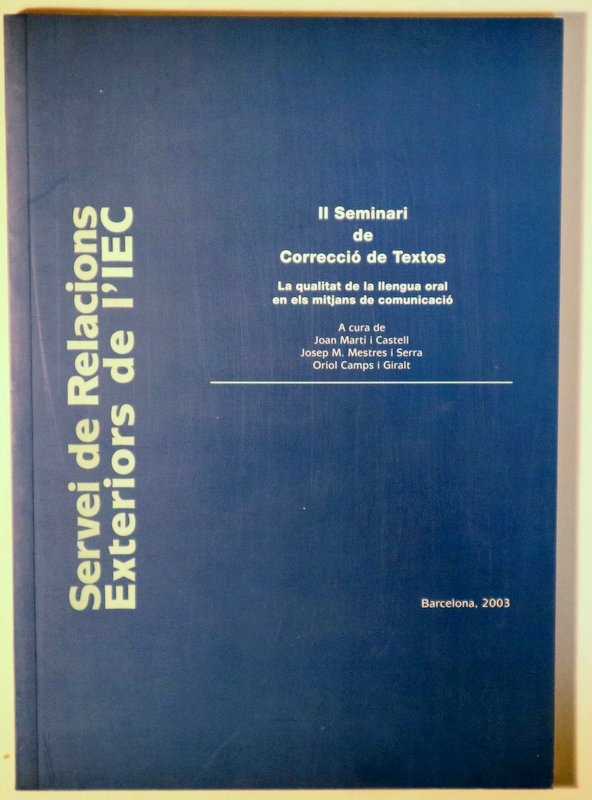 Servei de Relacions
Exteriors de l'IEC
II Seminari
de
Correcció de Textos
La qualitat de la llengua oral
en els mitjans de comunicació
A cura de
Joan Martí i Castell
Josep M. Mestres i Serra
Oriol Camps i Giralt
Barcelona, 2003